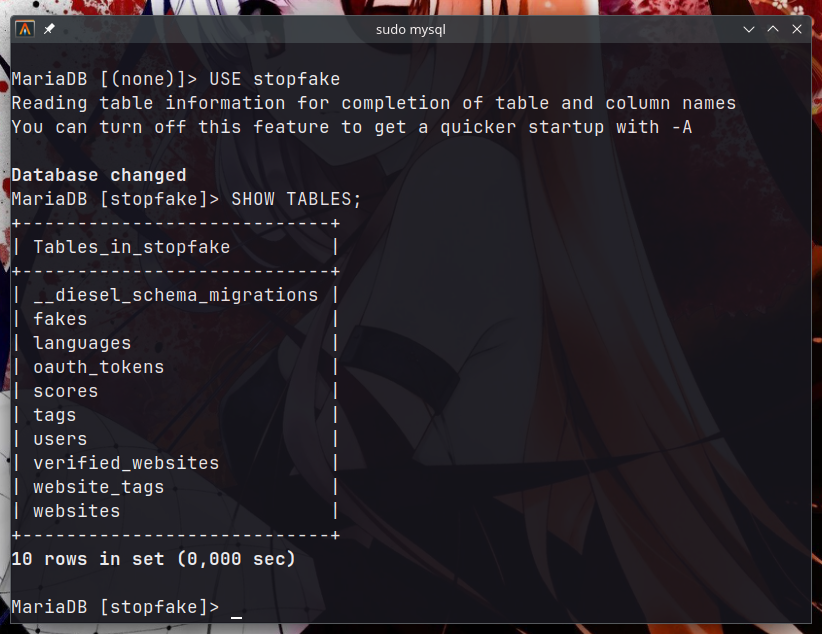 sudo mysql
MariaDB [(none)]> USE stopfake
Reading table information for completion of table and column names
You can turn off this feature to get a quicker startup with -A
Database changed
MariaDB [stopfake]> SHOW TABLES;
+----------------------------+
| Tables_in_stopfake         |
+----------------------------+
| __diesel_schema_migrations |
| fakes                      |
| languages                  |
| oauth_tokens               |
| scores                     |
| tags                       |
| users                      |
| verified_websites          |
| website_tags               |
| websites                   |
+----------------------------+
10 rows in set (0,000 sec)
MariaDB [stopfake]> _